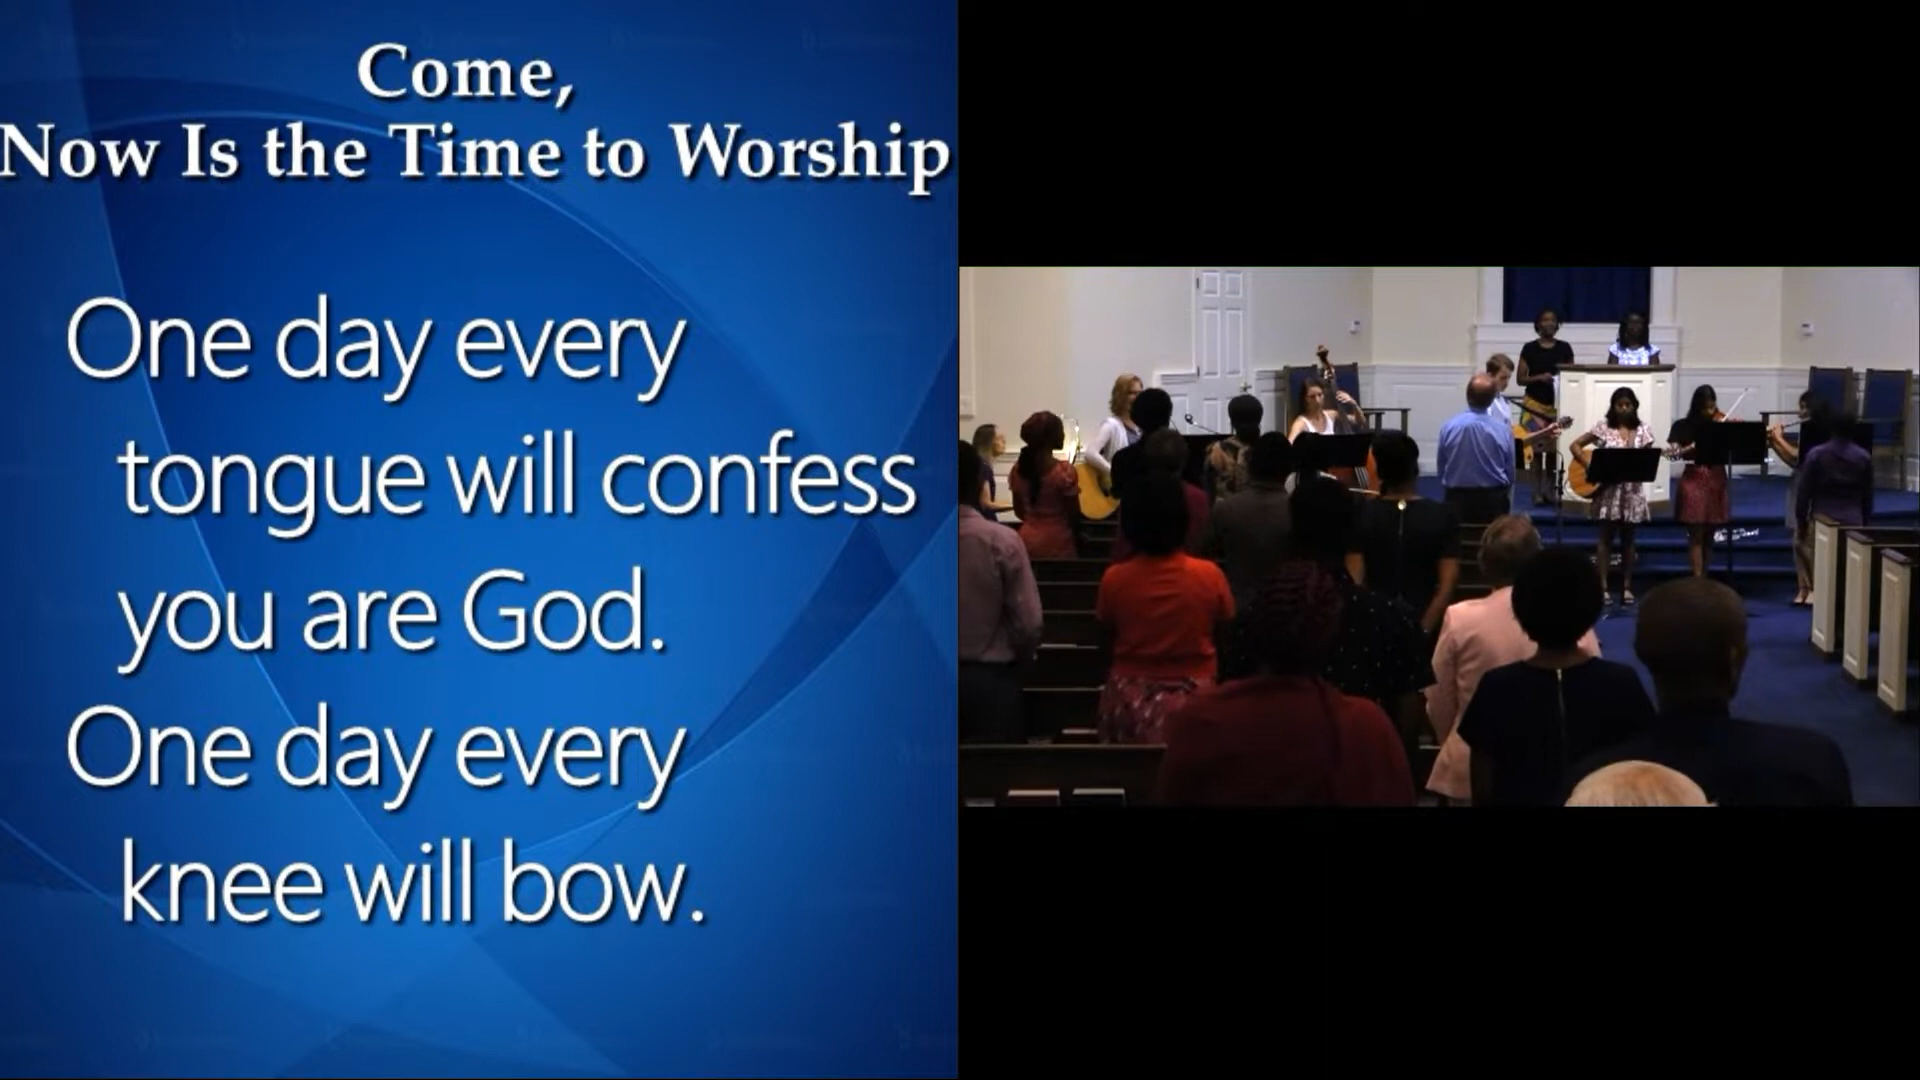 Come,
Now Is the Time to Worship
One day every
tongue will confess
you are God.
One day every
knee will bow.